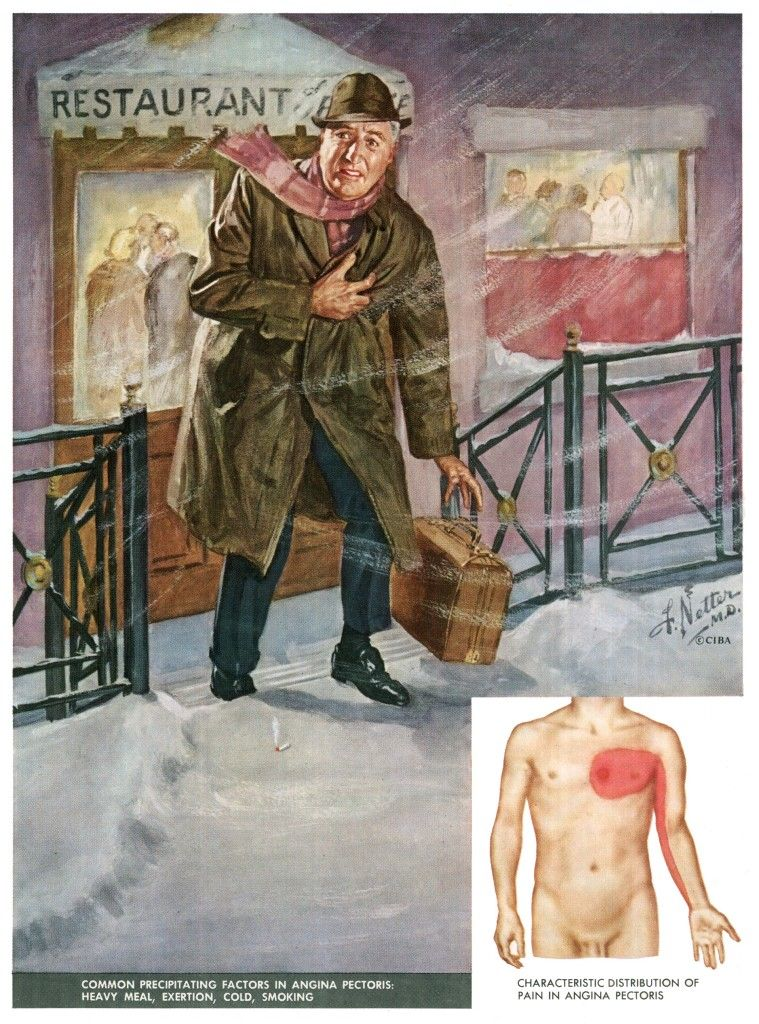 RESTAURANT
F. Netter
M.D.
© CIBA
COMMON PRECIPITATING FACTORS IN ANGINA PECTORIS:
HEAVY MEAL, EXERTION, COLD, SMOKING
CHARACTERISTIC DISTRIBUTION OF
PAIN IN ANGINA PECTORIS